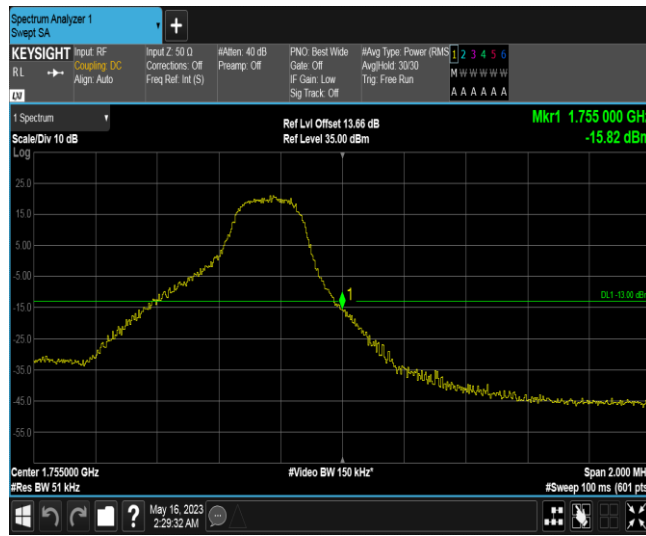 Spectrum Analyzer 1
Swept SA
+
KEYSIGHT
RL
LXI
Input: RF
Coupling: DC
Align: Auto
Input Z: 50 Ω
Corrections: Off
Freq Ref: Int (S)
#Atten: 40 dB
Preamp: Off
PNO: Best Wide
Gate: Off
IF Gain: Low
Sig Track: Off
#Avg Type: Power (RMS
Avg|Hold: 30/30
Trig: Free Run
1 2 3 4 5 6
M W W W W W
A A A A A A
1 Spectrum
Scale/Div 10 dB
Log
Ref Lvl Offset 13.66 dB
Ref Level 35.00 dBm
Mkr1 1.755 000 GHz
-15.82 dBm
25.0
15.0
5.00
-5.00
-15.0
-25.0
-35.0
-45.0
-55.0
1
DL1 -13.00 dBm
Center 1.755000 GHz
#Res BW 51 kHz
#Video BW 150 kHz*
Span 2.000 MH
#Sweep 100 ms (601 pts
?
May 16, 2023
2:29:32 AM